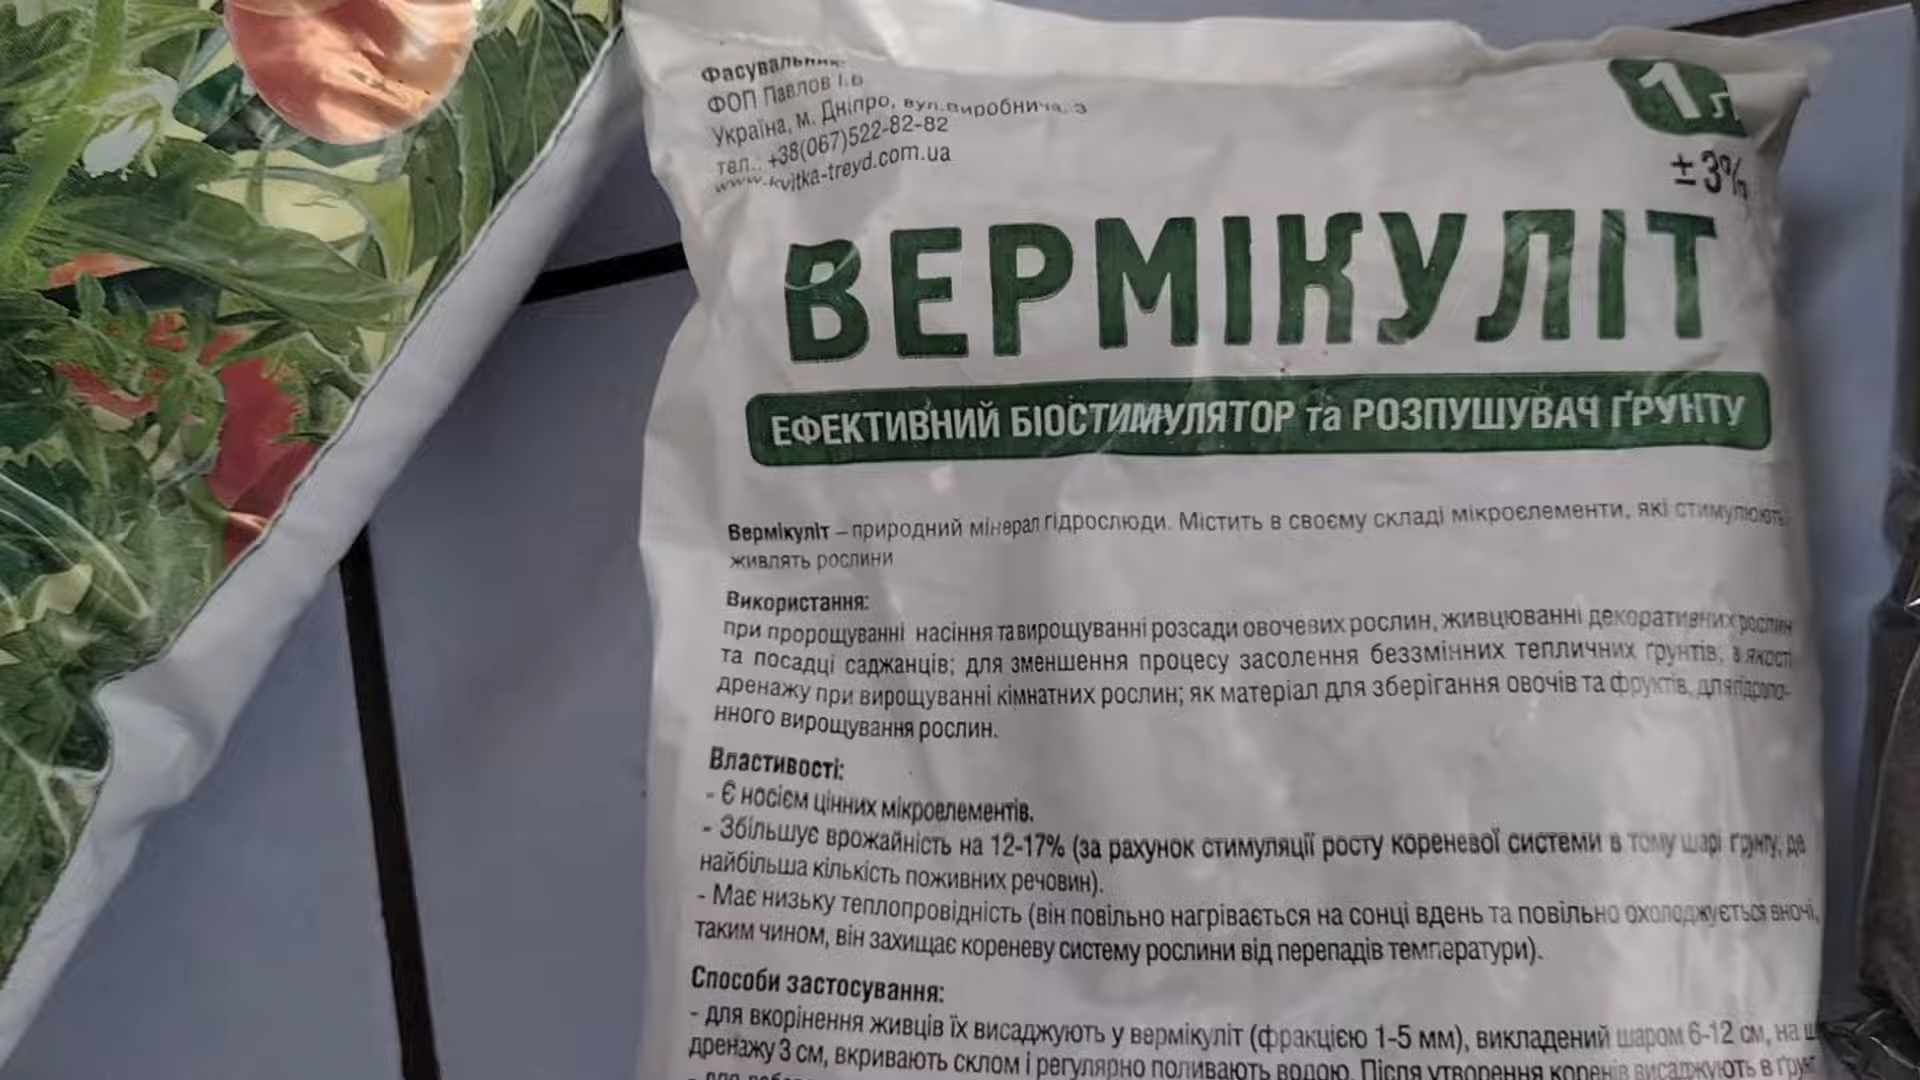 Фасувальник:
ФОП Павлов І.В
Україна, м. Дніпро, вул.Виробнича, 3
тел.: +38(067)522-82-82
www.kvitka-treyd.com.ua
1 л
±3%
ВЕРМІКУЛІТ
ЕФЕКТИВНИЙ БІОСТИМУЛЯТОР та РОЗПУШУВАЧ ҐРУНТУ
Вермікуліт – природний мінерал гідрослюди. Містить в своєму складі мікроелементи, які стимулюють і
живлять рослини
Використання:
при пророщуванні насіння та вирощуванні розсади овочевих рослин, живцюванні декоративних рослин
та посадці саджанців; для зменшення процесу засолення беззмінних тепличних ґрунтів; в якості
дренажу при вирощуванні кімнатних рослин; як матеріал для зберігання овочів та фруктів, для гідропо-
нного вирощування рослин.
Властивості:
- Є носієм цінних мікроелементів.
- Збільшує врожайність на 12-17% (за рахунок стимуляції росту кореневої системи в тому шарі ґрунту, де
найбільша кількість поживних речовин).
- Має низьку теплопровідність (він повільно нагрівається на сонці вдень та повільно охолоджується вночі,
таким чином, він захищає кореневу систему рослини від перепадів температури).
Способи застосування:
- для вкорінення живців їх висаджують у вермікуліт (фракцією 1-5 мм), викладений шаром 6-12 см, на
дренажу 3 см, вкривають склом і регулярно поливають водою. Після утворення коренів висаджують в ґрунт
- для